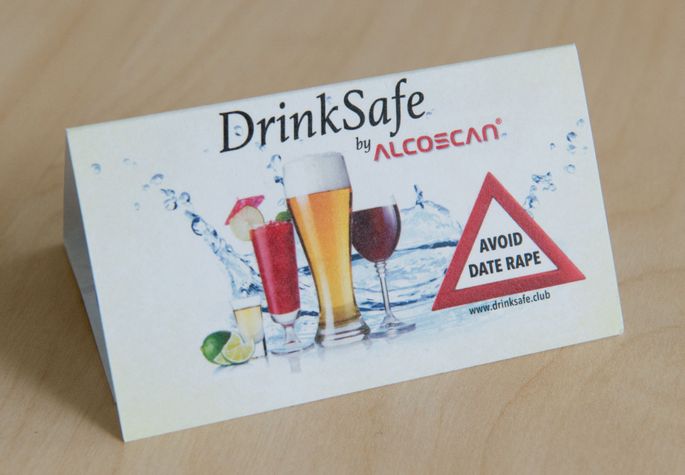 DrinkSafe
by ALCOSCAN®
AVOID
DATE RAPE
www.drinksafe.club